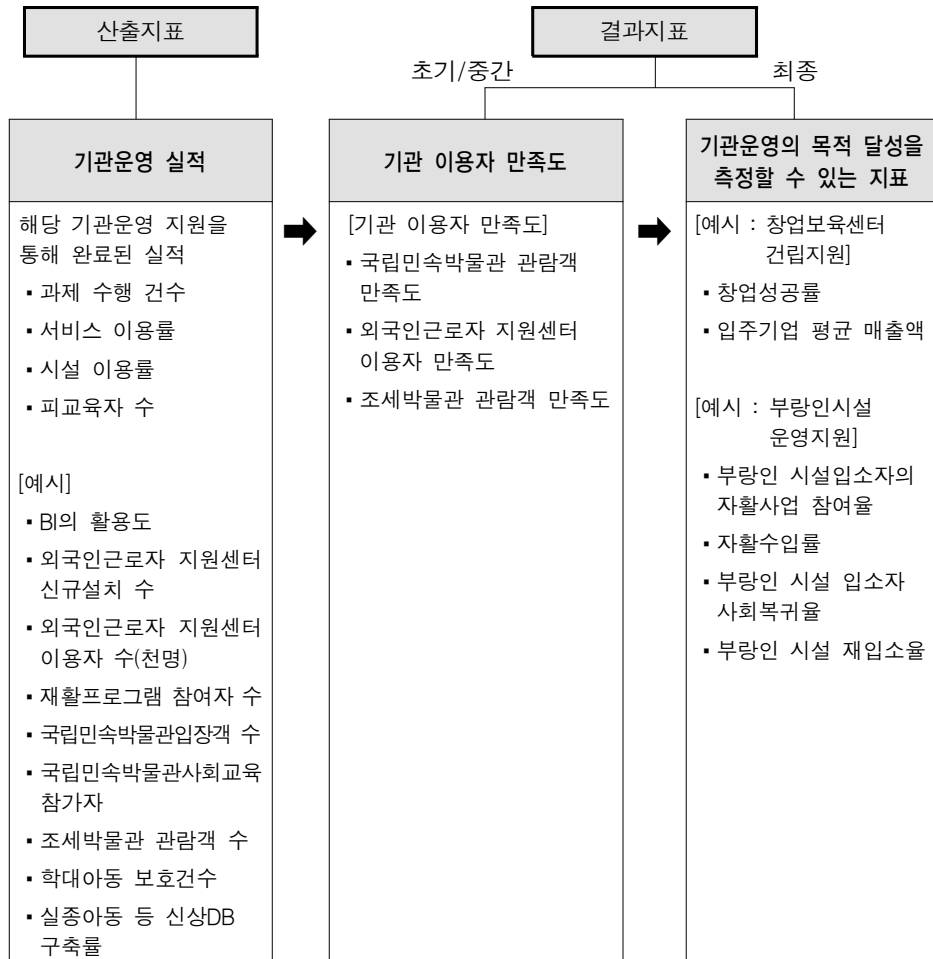 산출지표
결과지표
초기/중간
최종
기관운영 실적
해당 기관운영 지원을
통해 완료된 실적
▪ 과제 수행 건수
▪ 서비스 이용률
▪ 시설 이용률
▪ 피교육자 수
[예시]
▪ BI의 활용도
▪ 외국인근로자 지원센터
신규설치 수
▪ 외국인근로자 지원센터
이용자 수(천명)
▪ 재활프로그램 참여자 수
▪ 국립민속박물관입장객 수
▪ 국립민속박물관사회교육
참가자
▪ 조세박물관 관람객 수
▪ 학대아동 보호건수
▪ 실종아동 등 신상DB
구축률
기관 이용자 만족도
[기관 이용자 만족도]
▪ 국립민속박물관 관람객
만족도
▪ 외국인근로자 지원센터
이용자 만족도
▪ 조세박물관 관람객 만족도
기관운영의 목적 달성을
측정할 수 있는 지표
[예시 : 창업보육센터
건립지원]
▪ 창업성공률
▪ 입주기업 평균 매출액
[예시 : 부랑인시설
운영지원]
▪ 부랑인 시설입소자의
자활사업 참여율
▪ 자활수입률
▪ 부랑인 시설 입소자
사회복귀율
▪ 부랑인 시설 재입소율